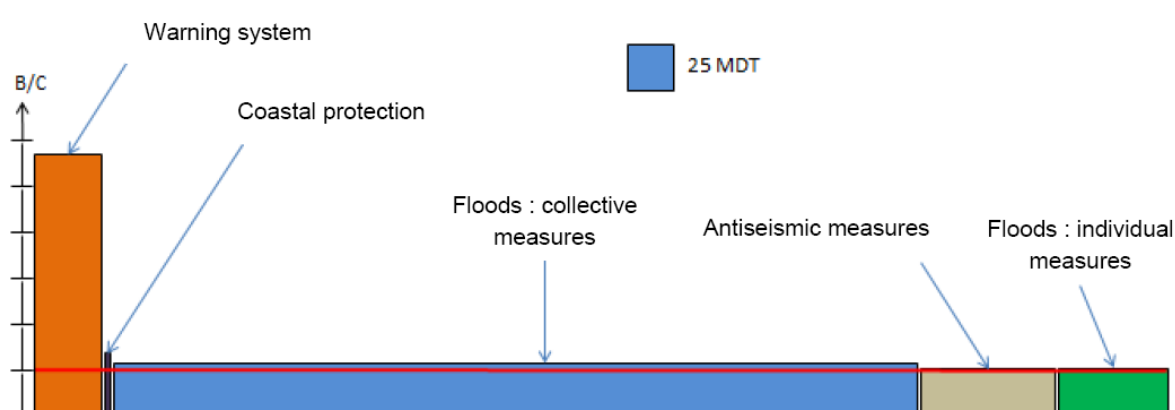 Warning system
25 MDT
B/C
Coastal protection
Floods : collective
measures
Antiseismic measures
Floods : individual
measures